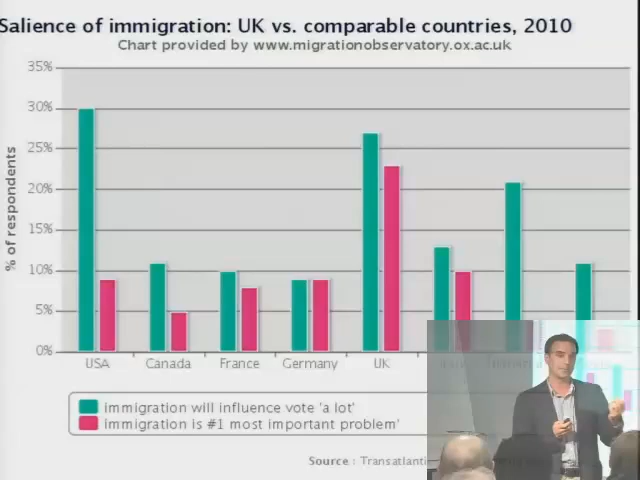 Salience of immigration: UK vs. comparable countries, 2010
Chart provided by www.migrationobservatory.ox.ac.uk
35%
30%
25%
20%
15%
10%
5%
0%
% of respondents
USA
Canada
France
Germany
UK
immigration will influence vote 'a lot'
immigration is #1 most important problem'
Source : Transatlanti